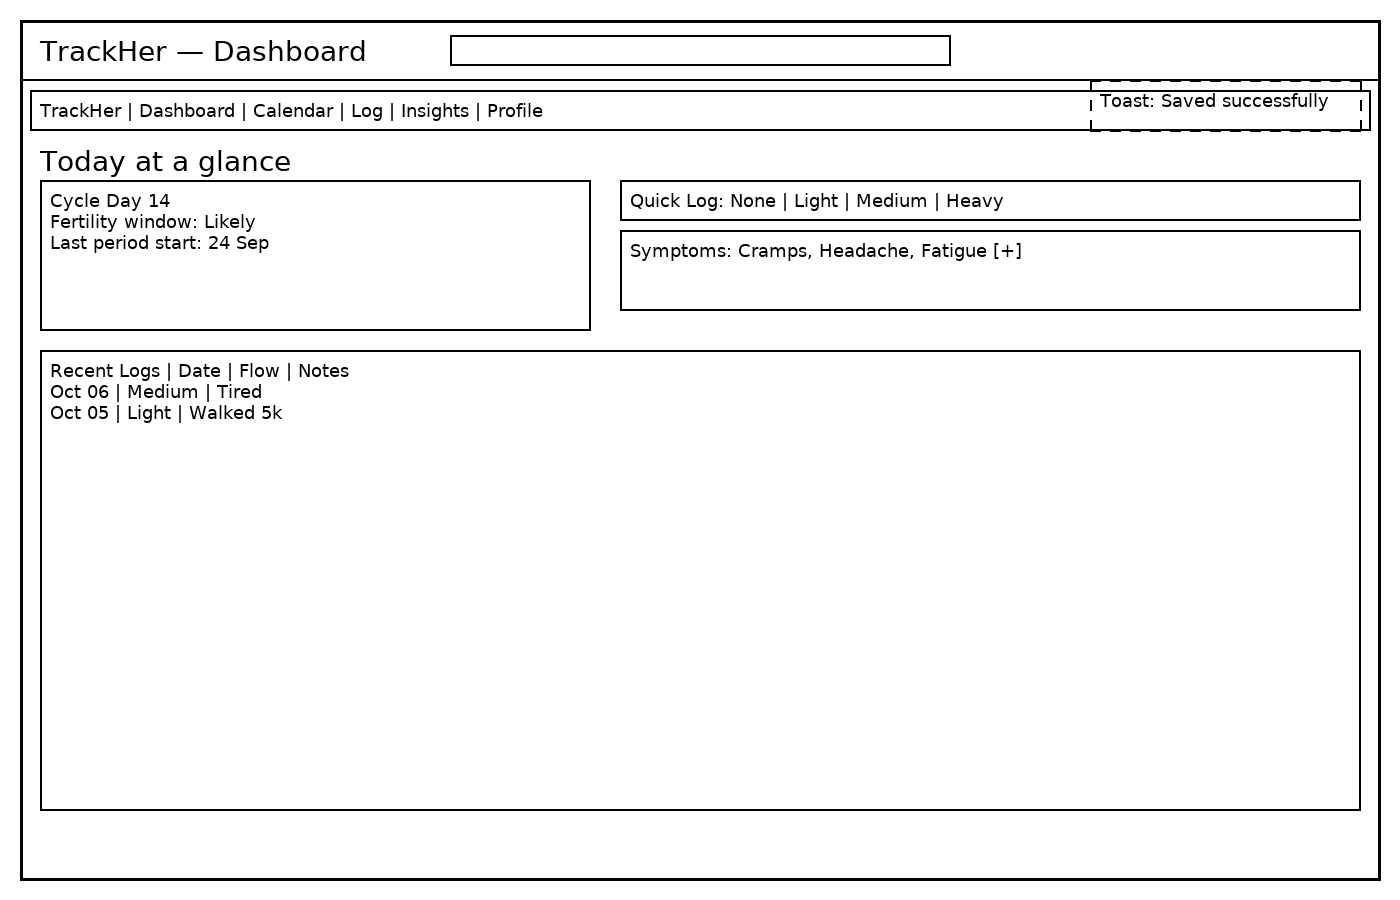 TrackHer — Dashboard
TrackHer | Dashboard | Calendar | Log | Insights | Profile
Toast: Saved successfully
Today at a glance
Cycle Day 14
Fertility window: Likely
Last period start: 24 Sep
Quick Log: None | Light | Medium | Heavy
Symptoms: Cramps, Headache, Fatigue [+]
Recent Logs | Date | Flow | Notes
Oct 06 | Medium | Tired
Oct 05 | Light | Walked 5k